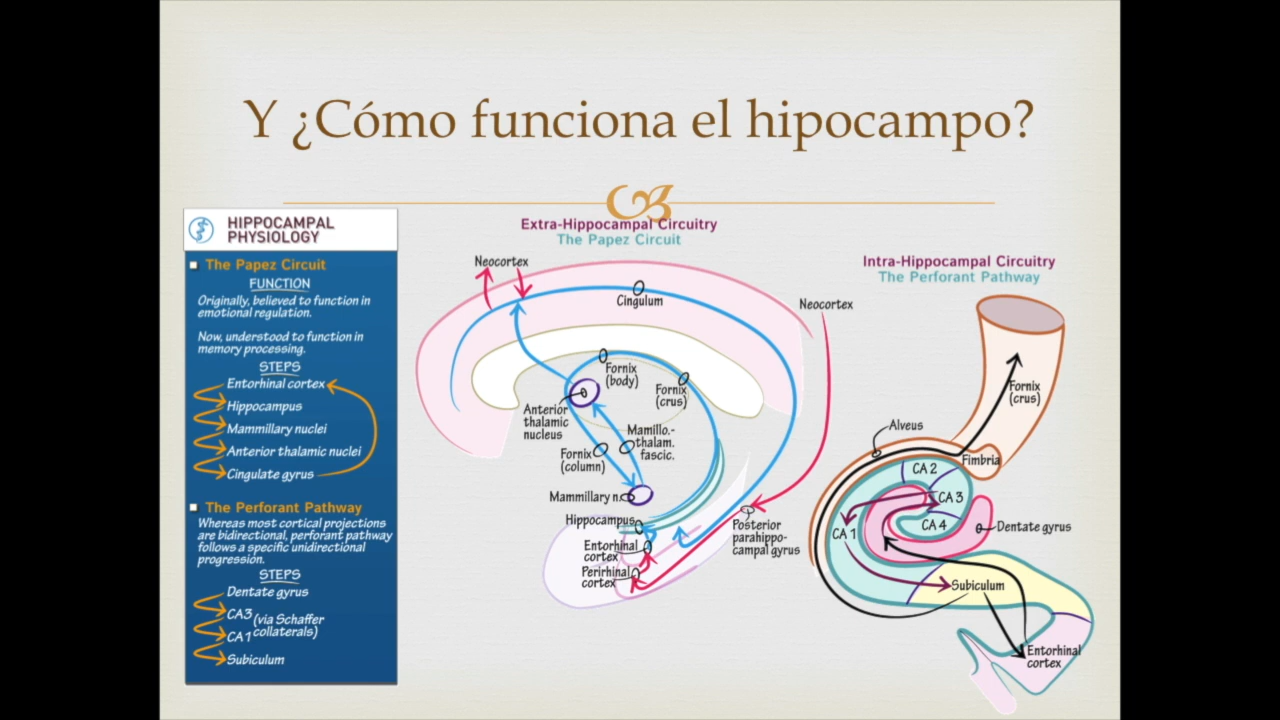 Y ¿Cómo funciona el hipocampo?
HIPPOCAMPAL
PHYSIOLOGY
The Papez Circuit
FUNCTION
Originally, believed to function in
emotional regulation.
Now, understood to function in
memory processing.
STEPS
Entorhinal cortex
Hippocampus
Mammillary nuclei
Anterior thalamic nuclei
Cingulate gyrus
The Perforant Pathway
Whereas most cortical projections
are bidirectional, perforant pathway
follows a specific unidirectional
progression.
STEPS
Dentate gyrus
CA3 (via Schaffer
CA1 collaterals)
Subiculum
Extra-Hippocampal Circuitry
The Papez Circuit
Neocortex
Cingulum
Neocortex
Fornix
(body)
Fornix
(crus)
Anterior
thalamic
nucleus
Mamillo.-
thalam.
fascic.
Fornix
(column)
Mammillary n.
Hippocampus
Entorhinal
cortex
Perirhinal
cortex
Posterior
parahippo-
campal gyrus
Intra-Hippocampal Circuitry
The Perforant Pathway
Fornix
(crus)
Alveus
Fimbria
CA 2
CA 3
CA 4
CA 1
Dentate gyrus
Subiculum
Entorhinal
cortex